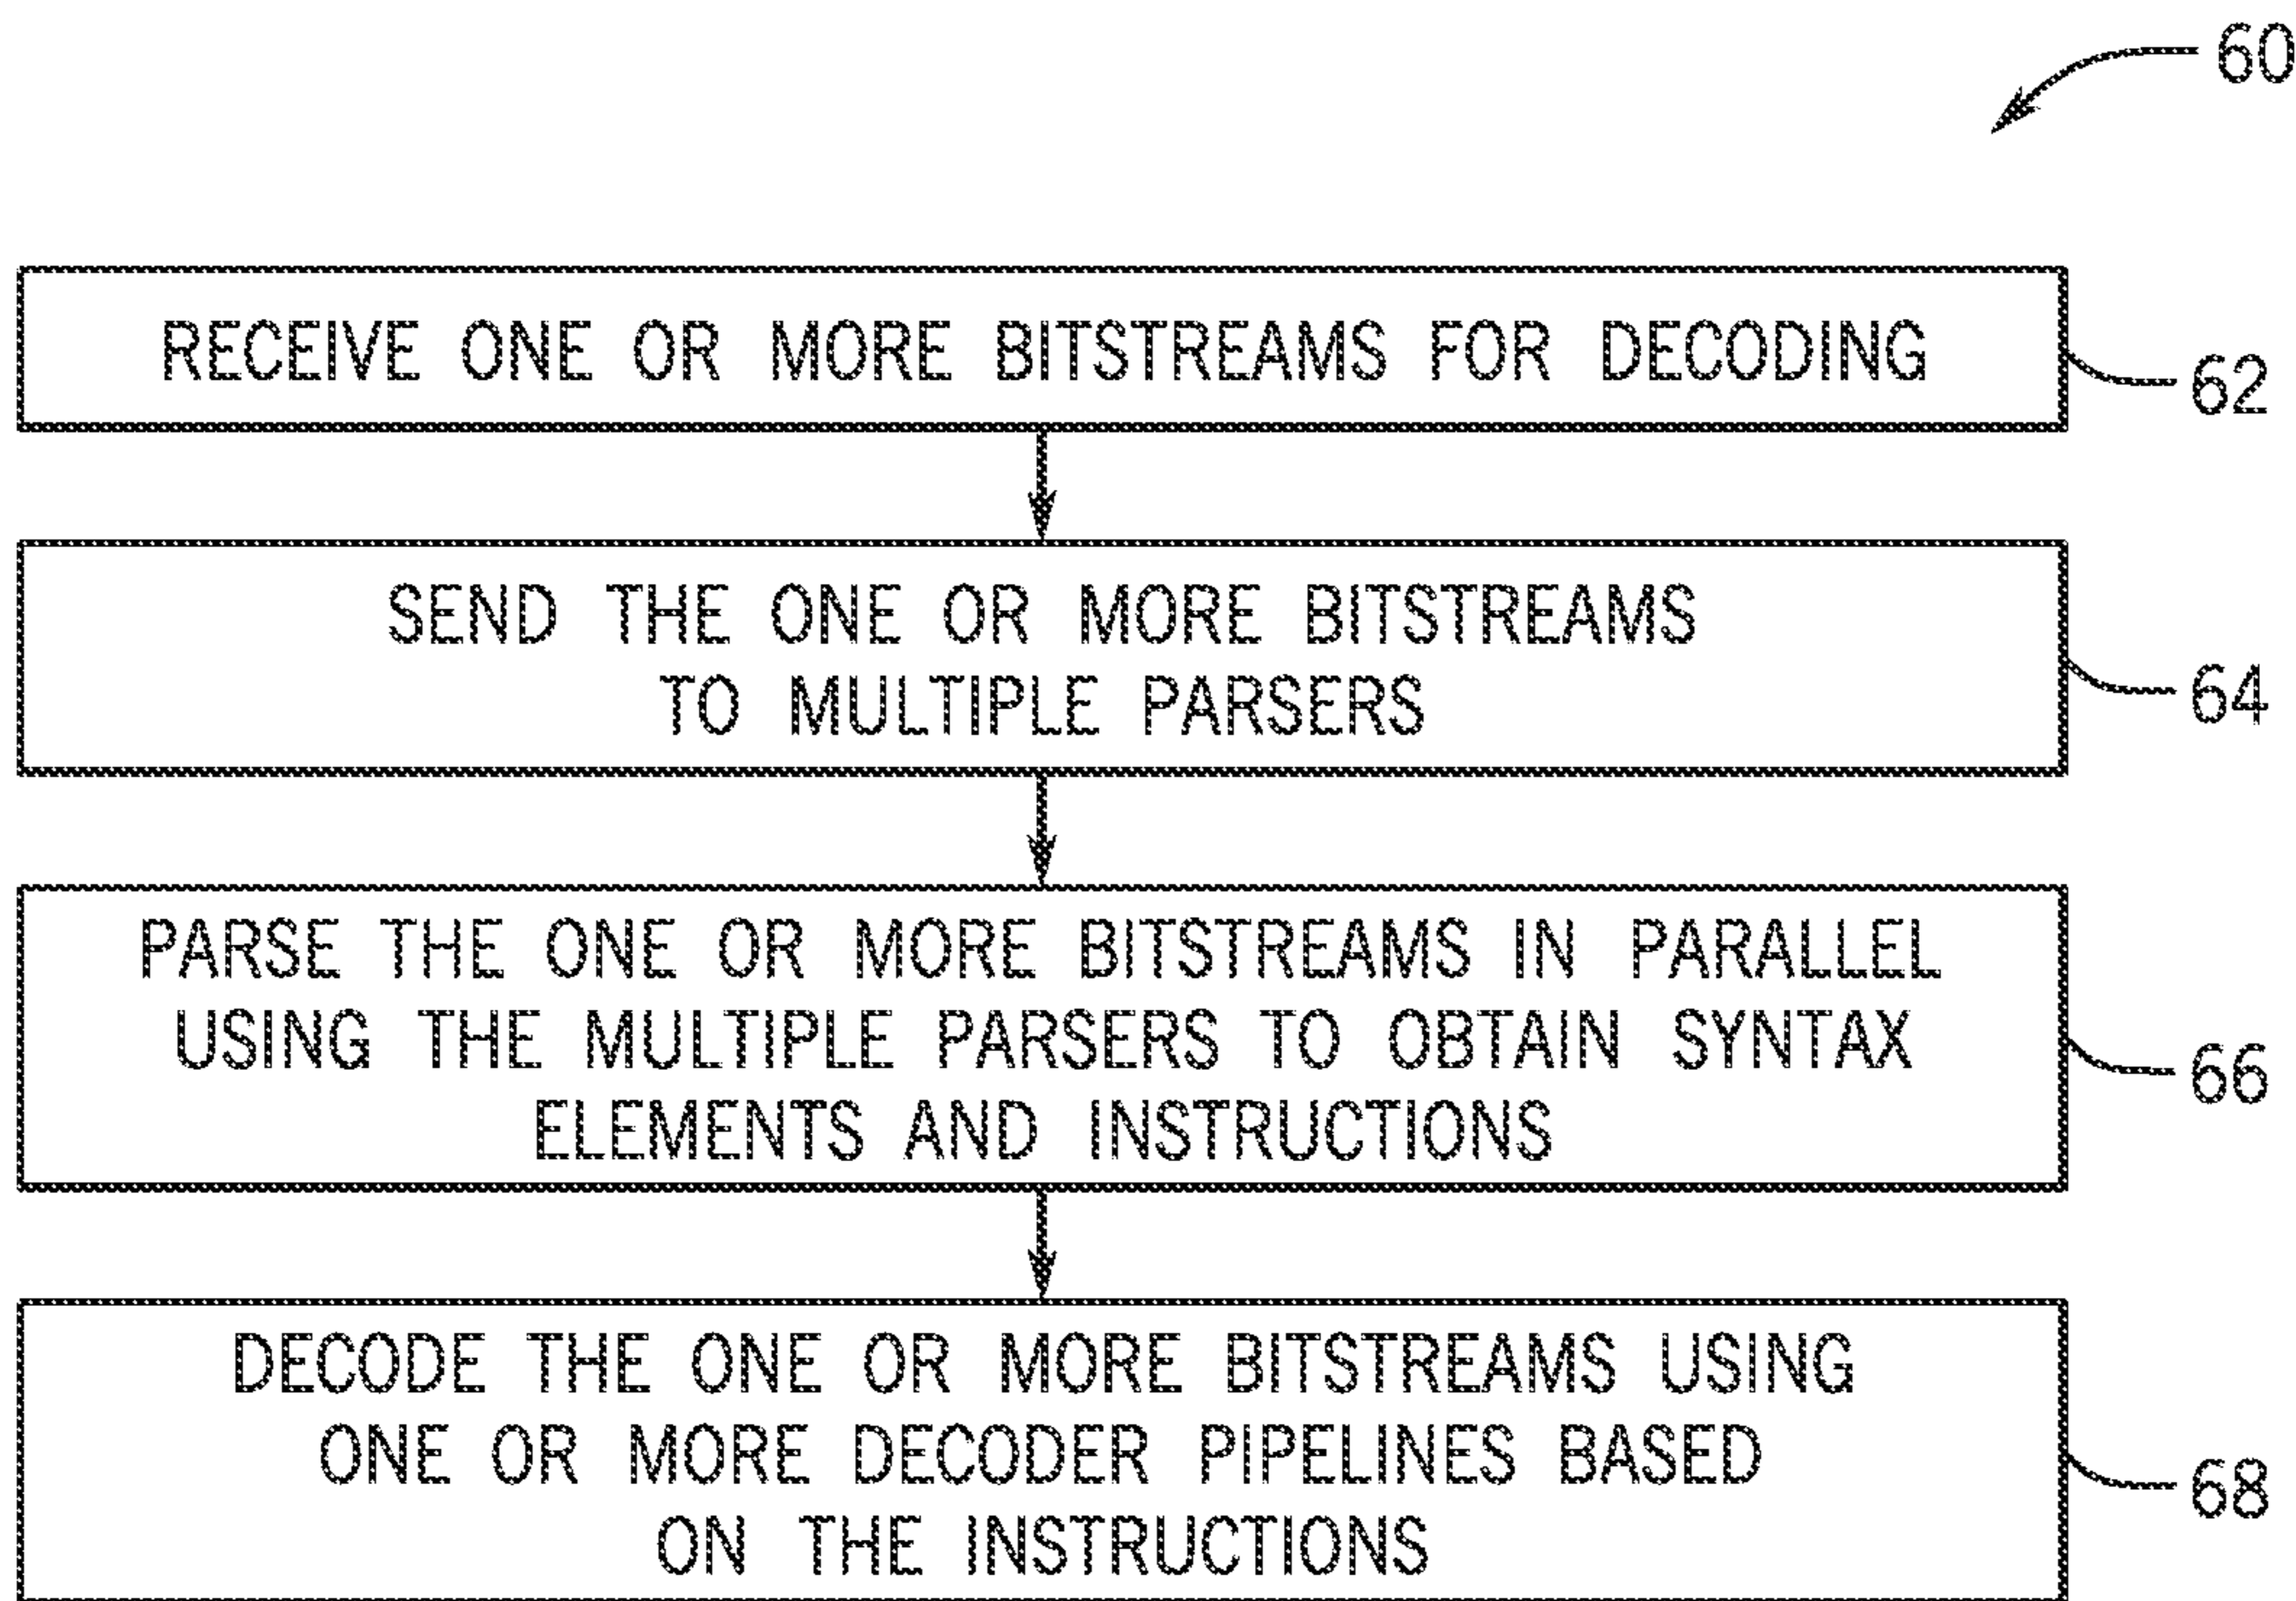 60
RECEIVE ONE OR MORE BITSTREAMS FOR DECODING
62
SEND THE ONE OR MORE BITSTREAMS
TO MULTIPLE PARSERS
64
PARSE THE ONE OR MORE BITSTREAMS IN PARALLEL
USING THE MULTIPLE PARSERS TO OBTAIN SYNTAX
ELEMENTS AND INSTRUCTIONS
66
DECODE THE ONE OR MORE BITSTREAMS USING
ONE OR MORE DECODER PIPELINES BASED
ON THE INSTRUCTIONS
68